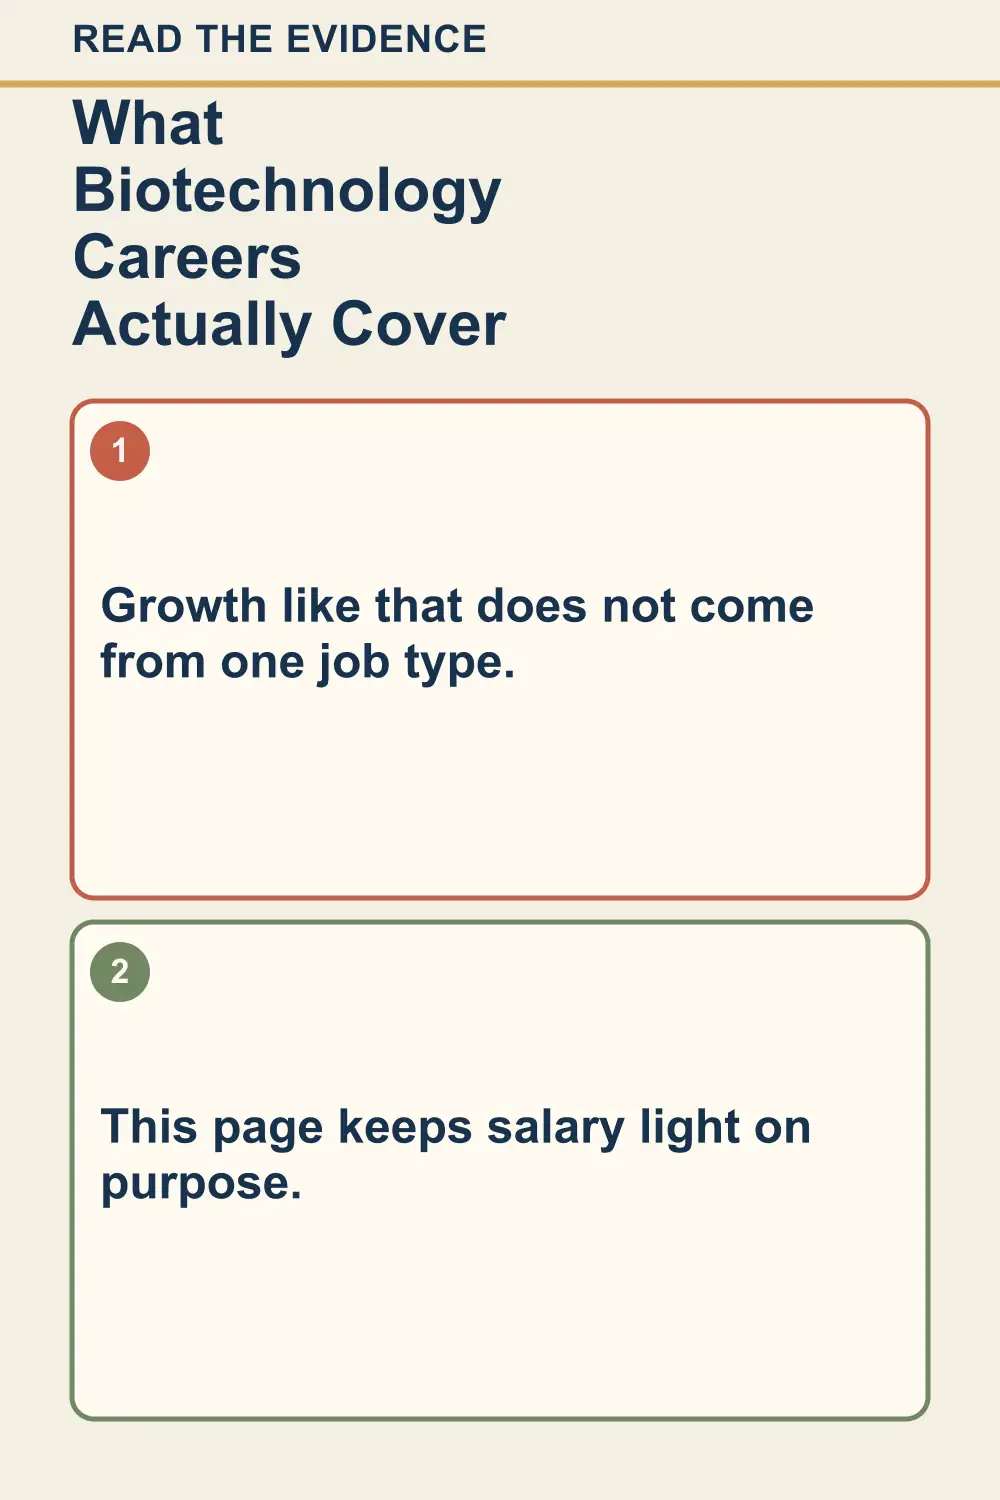 READ THE EVIDENCE
What
Biotechnology
Careers
Actually Cover
1
Growth like that does not come
from one job type.
2
This page keeps salary light on
purpose.